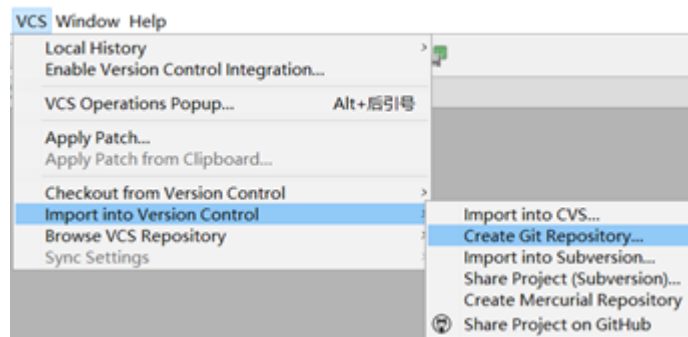 VCS Window Help
Local History
Enable Version Control Integration...
VCS Operations Popup... Alt+后引号
Apply Patch...
Apply Patch from Clipboard...
Checkout from Version Control
Import into Version Control
Browse VCS Repository
Sync Settings
Import into CVS...
Create Git Repository...
Import into Subversion...
Share Project (Subversion)...
Create Mercurial Repository
Share Project on GitHub